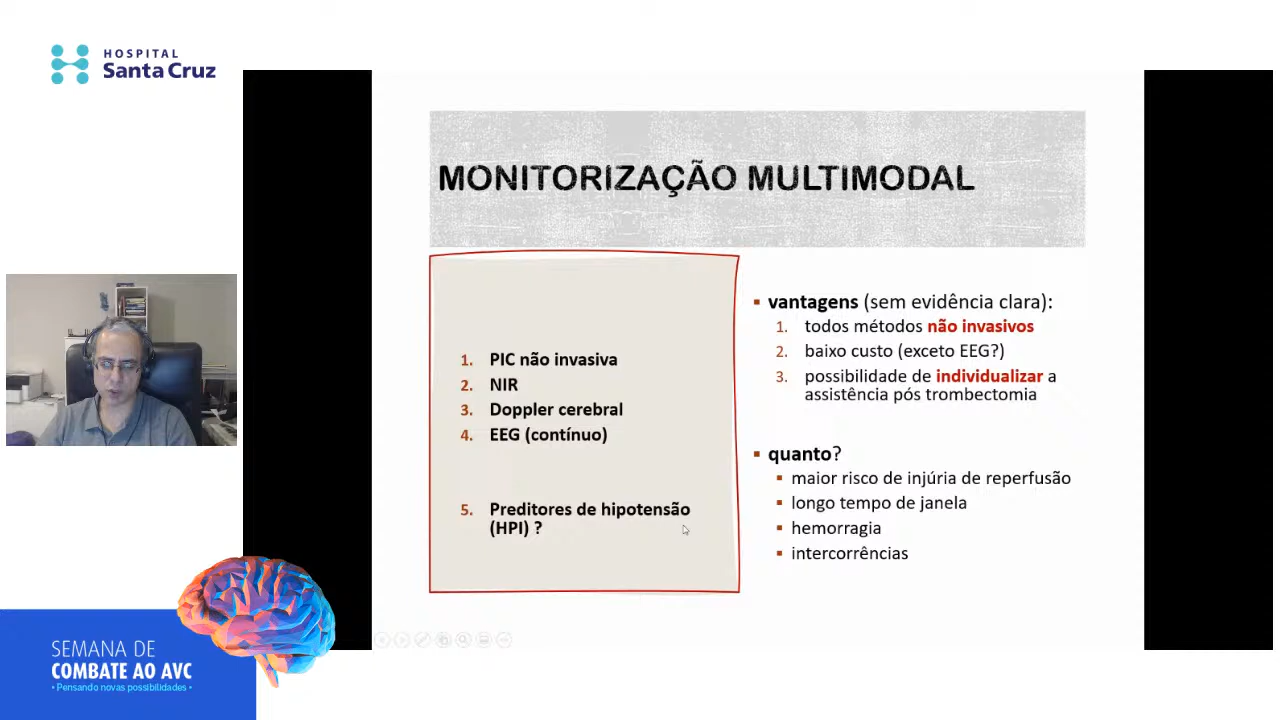 HOSPITAL
Santa Cruz
MONITORIZAÇÃO MULTIMODAL
1. PIC não invasiva
2. NIR
3. Doppler cerebral
4. EEG (contínuo)
5. Preditores de hipotensão
(HPI) ?
▪ vantagens (sem evidência clara):
1. todos métodos não invasivos
2. baixo custo (exceto EEG?)
3. possibilidade de individualizar a
assistência pós trombectomia
▪ quanto?
▪ maior risco de injúria de reperfusão
▪ longo tempo de janela
▪ hemorragia
▪ intercorrências
SEMANA DE
COMBATE AO AVC
• Pensando novas possibilidades •